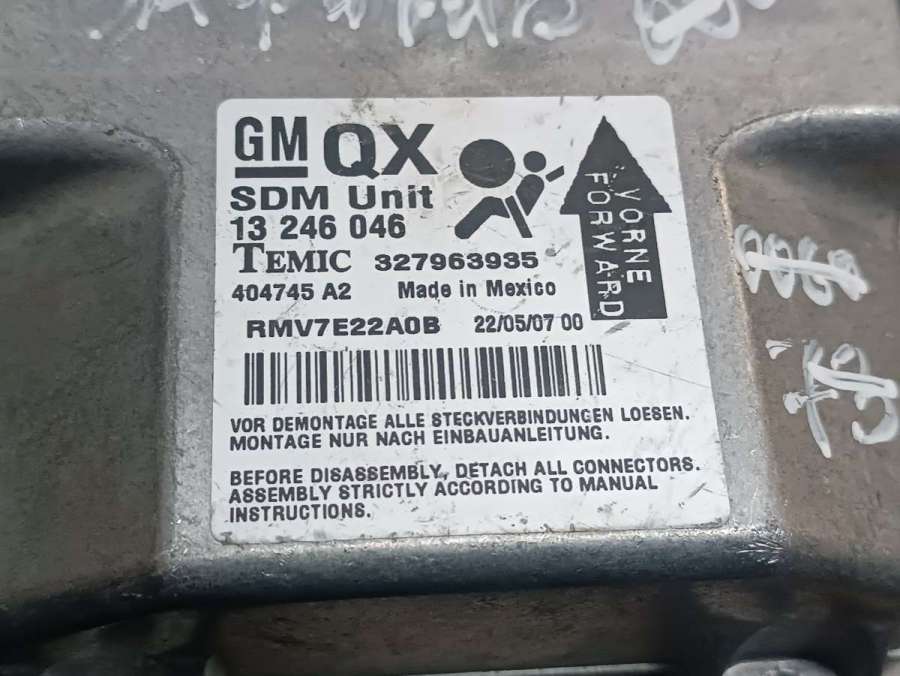 GM QX
SDM Unit
13 246 046
TEMIC 327963935
404745 A2 Made in Mexico
RMV7E22A0B 22/05/07 00
VORNE
FORWARD
VOR DEMONTAGE ALLE STECKVERBINDUNGEN LOESEN.
MONTAGE NUR NACH EINBAUANLEITUNG.
BEFORE DISASSEMBLY, DETACH ALL CONNECTORS.
ASSEMBLY STRICTLY ACCORDING TO MANUAL
INSTRUCTIONS.